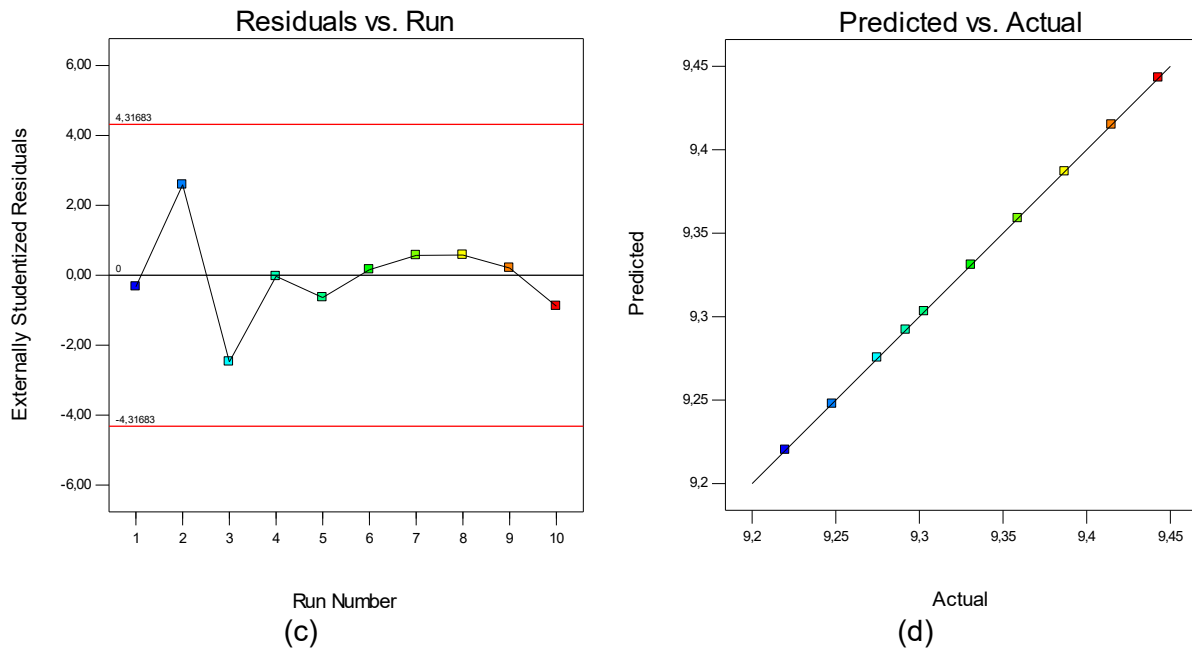 Residuals vs. Run
Externally Studentized Residuals
6,00
4,00
2,00
0,00
-2,00
-4,00
-6,00
4,31683
0
-4,31683
1 2 3 4 5 6 7 8 9 10
Run Number
(c)
Predicted vs. Actual
Predicted
9,45
9,4
9,35
9,3
9,25
9,2
9,2 9,25 9,3 9,35 9,4 9,45
Actual
(d)